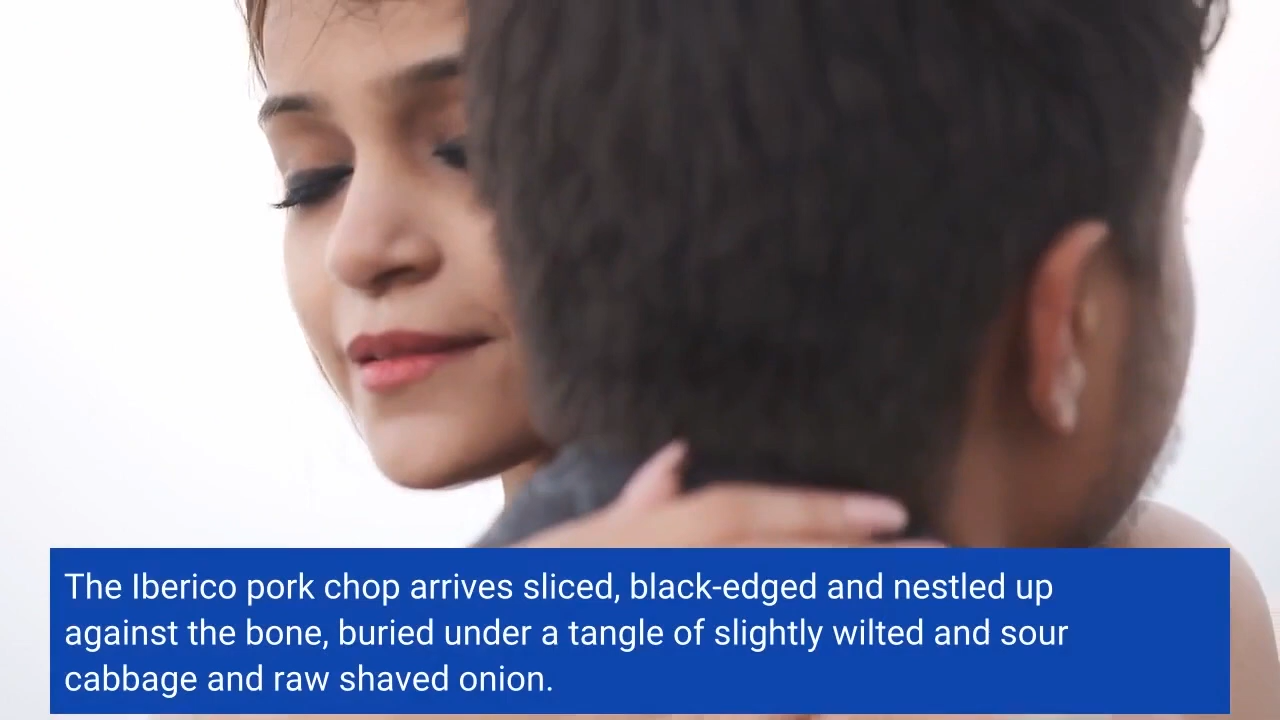 The Iberico pork chop arrives sliced, black-edged and nestled up
against the bone, buried under a tangle of slightly wilted and sour
cabbage and raw shaved onion.